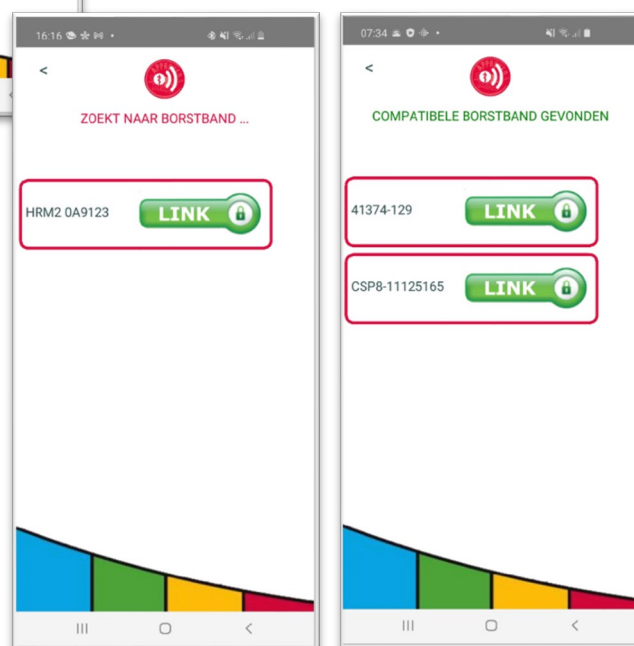 16:16
<
ZOEKT NAAR BORSTBAND ...
HRM2 0A9123
LINK
07:34
<
COMPATIBELE BORSTBAND GEVONDEN
41374-129
LINK
CSP8-11125165
LINK